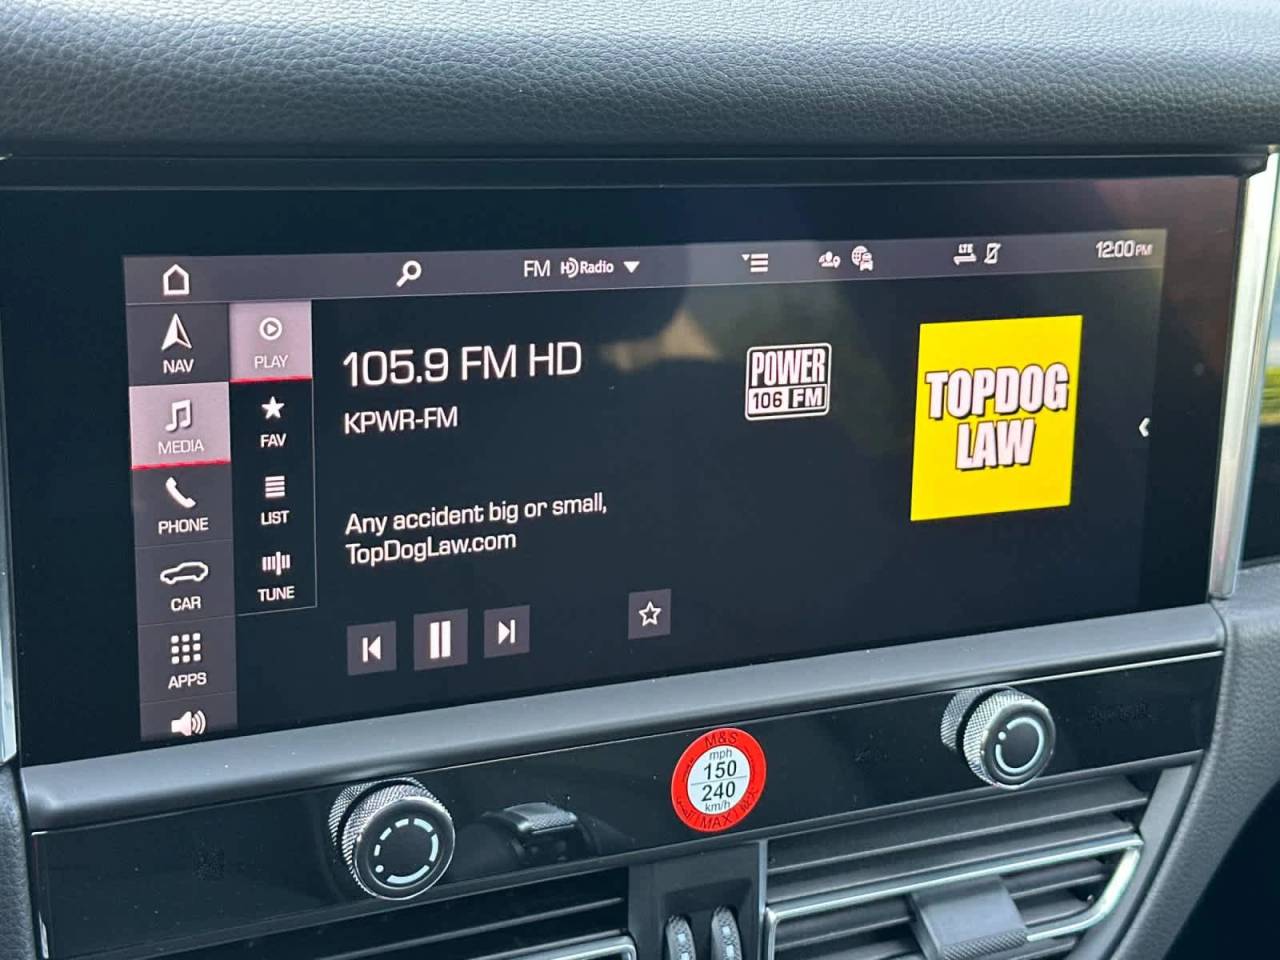 FM HD Radio
LTE
12:00 PM
NAV
PLAY
MEDIA
FAV
PHONE
LIST
CAR
TUNE
APPS
105.9 FM HD
KPWR-FM
POWER
106 FM
TOPDOG
LAW
Any accident big or small,
TopDogLaw.com
M&S
mph
150
240
km/h
MAX